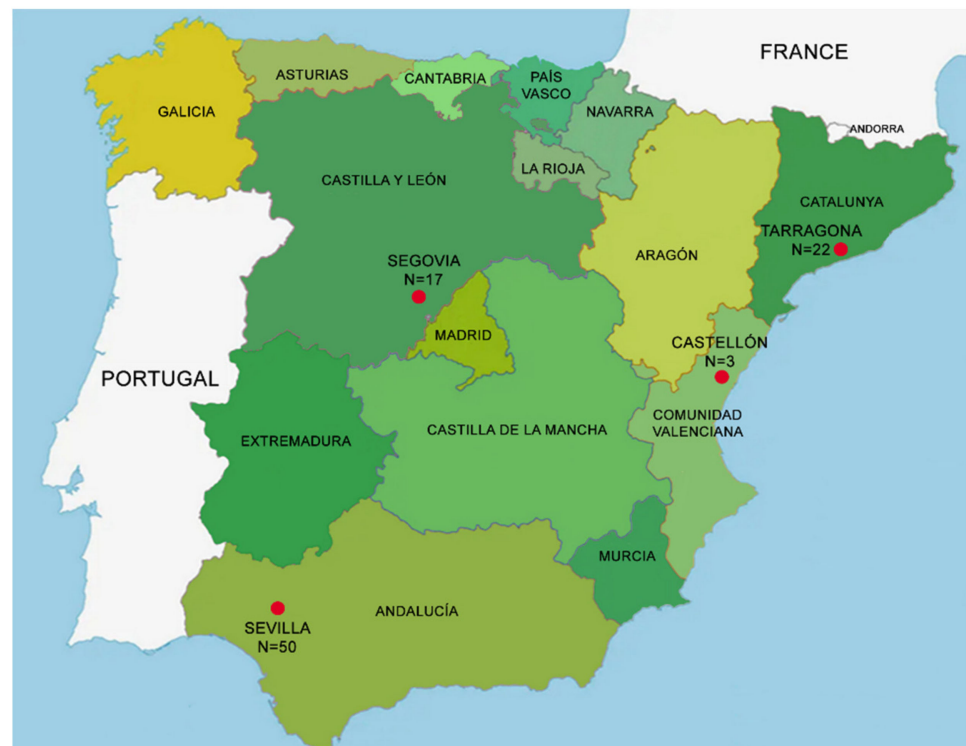 FRANCE
ASTURIAS
CANTABRIA
PAÍS
VASCO
GALICIA
NAVARRA
ANDORRA
LA RIOJA
CASTILLA Y LEÓN
CATALUNYA
TARRAGONA
N=22
ARAGÓN
SEGOVIA
N=17
MADRID
CASTELLÓN
N=3
PORTUGAL
COMUNIDAD
VALENCIANA
CASTILLA DE LA MANCHA
EXTREMADURA
MURCIA
ANDALUCÍA
SEVILLA
N=50